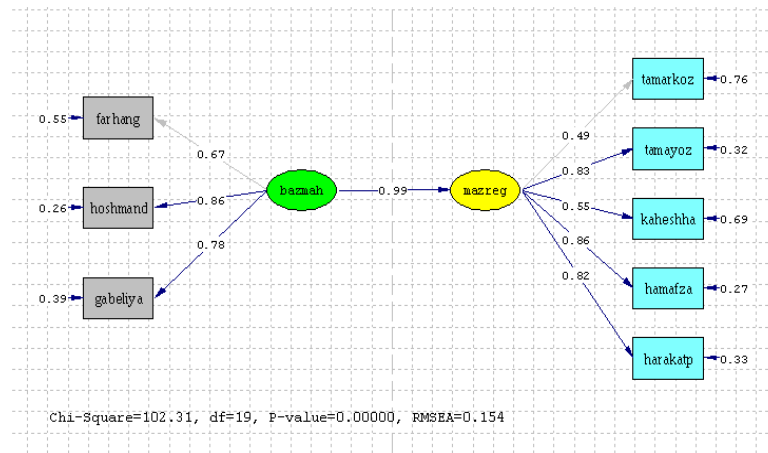 0.55
farhang
0.26
hoshmand
0.39
gabeliya
0.67
0.86
0.78
bazmah
0.99
mazreg
0.49
0.83
0.55
0.86
0.82
tamarkoz
0.76
tamayoz
0.32
kaheshha
0.69
hamafza
0.27
harakatp
0.33
Chi-Square=102.31, df=19, P-value=0.00000, RMSEA=0.154